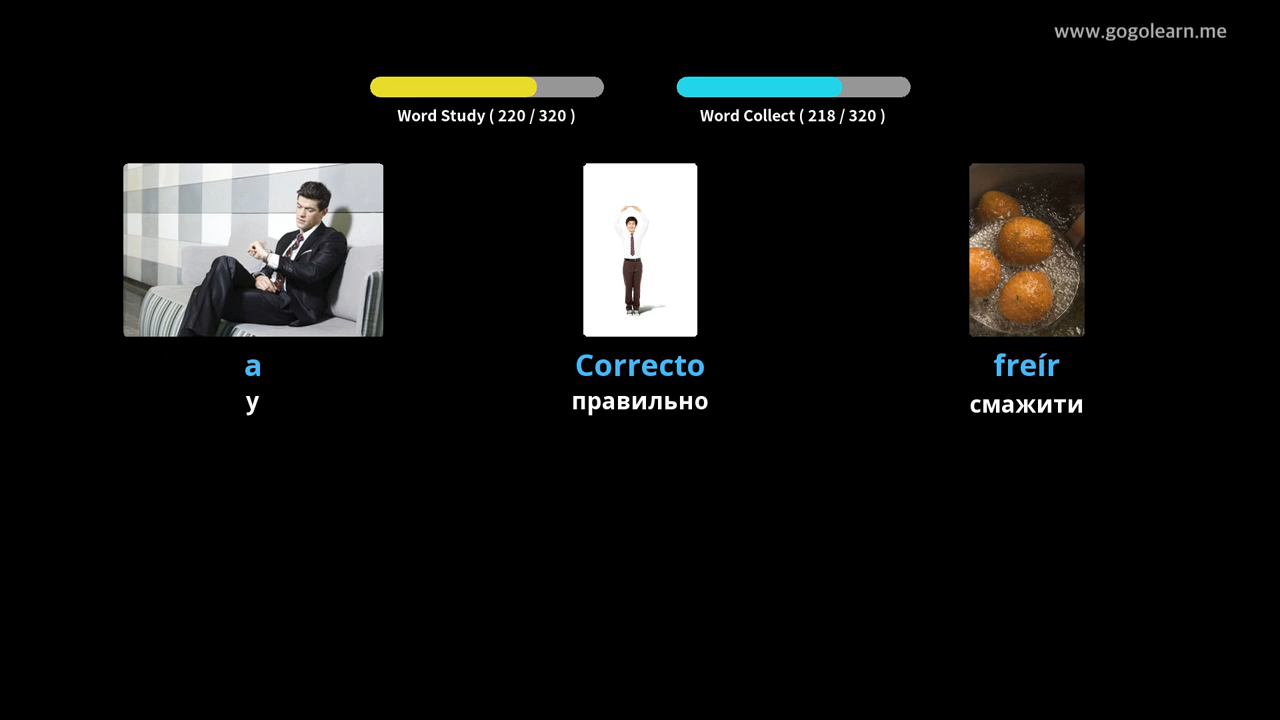 www.gogolearn.me
Word Study ( 220 / 320 )
Word Collect ( 218 / 320 )
a
у
Correcto
правильно
freír
смажити